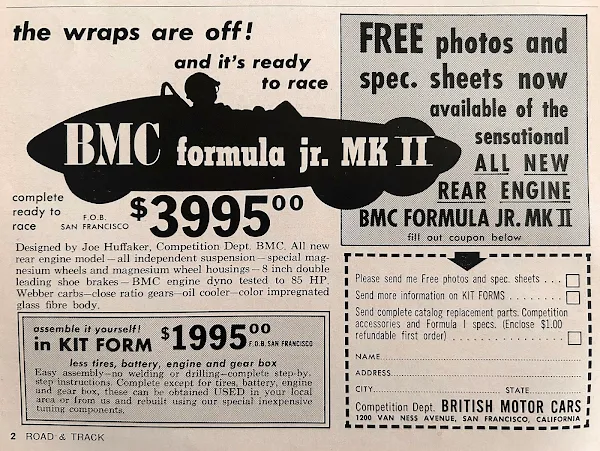 the wraps are off!
and it's ready
to race
BMC formula jr. MK II
complete
ready to
race
F.O.B.
SAN FRANCISCO
$3995.00
Designed by Joe Huffaker, Competition Dept. BMC. All new
rear engine model—all independent suspension—special mag-
nesium wheels and magnesium wheel housings—8 inch double
leading shoe brakes—BMC engine dyno tested to 85 HP.
Webber carbs—close ratio gears—oil cooler—color impregnated
glass fibre body.
assemble it yourself!
in KIT FORM $1995.00 F.O.B. SAN FRANCISCO
less tires, battery, engine and gear box
Easy assembly—no welding or drilling—complete step-by-
step instructions. Complete except for tires, battery, engine
and gear box, these can be obtained USED in your local
area or from us and rebuilt using our special inexpensive
tuning components.
2 ROAD & TRACK
FREE photos and
spec. sheets now
available of the
sensational
ALL NEW
REAR ENGINE
BMC FORMULA JR. MK II
fill out coupon below
Please send me Free photos and spec. sheets . . .
Send more information on KIT FORMS . . . . . . . .
Send complete catalog replacement parts. Competition
accessories and Formula I specs. (Enclose $1.00
refundable first order) . . . . . . . . . . . . . . . . . .
NAME
ADDRESS
CITY STATE
Competition Dept. BRITISH MOTOR CARS
1200 VAN NESS AVENUE, SAN FRANCISCO, CALIFORNIA